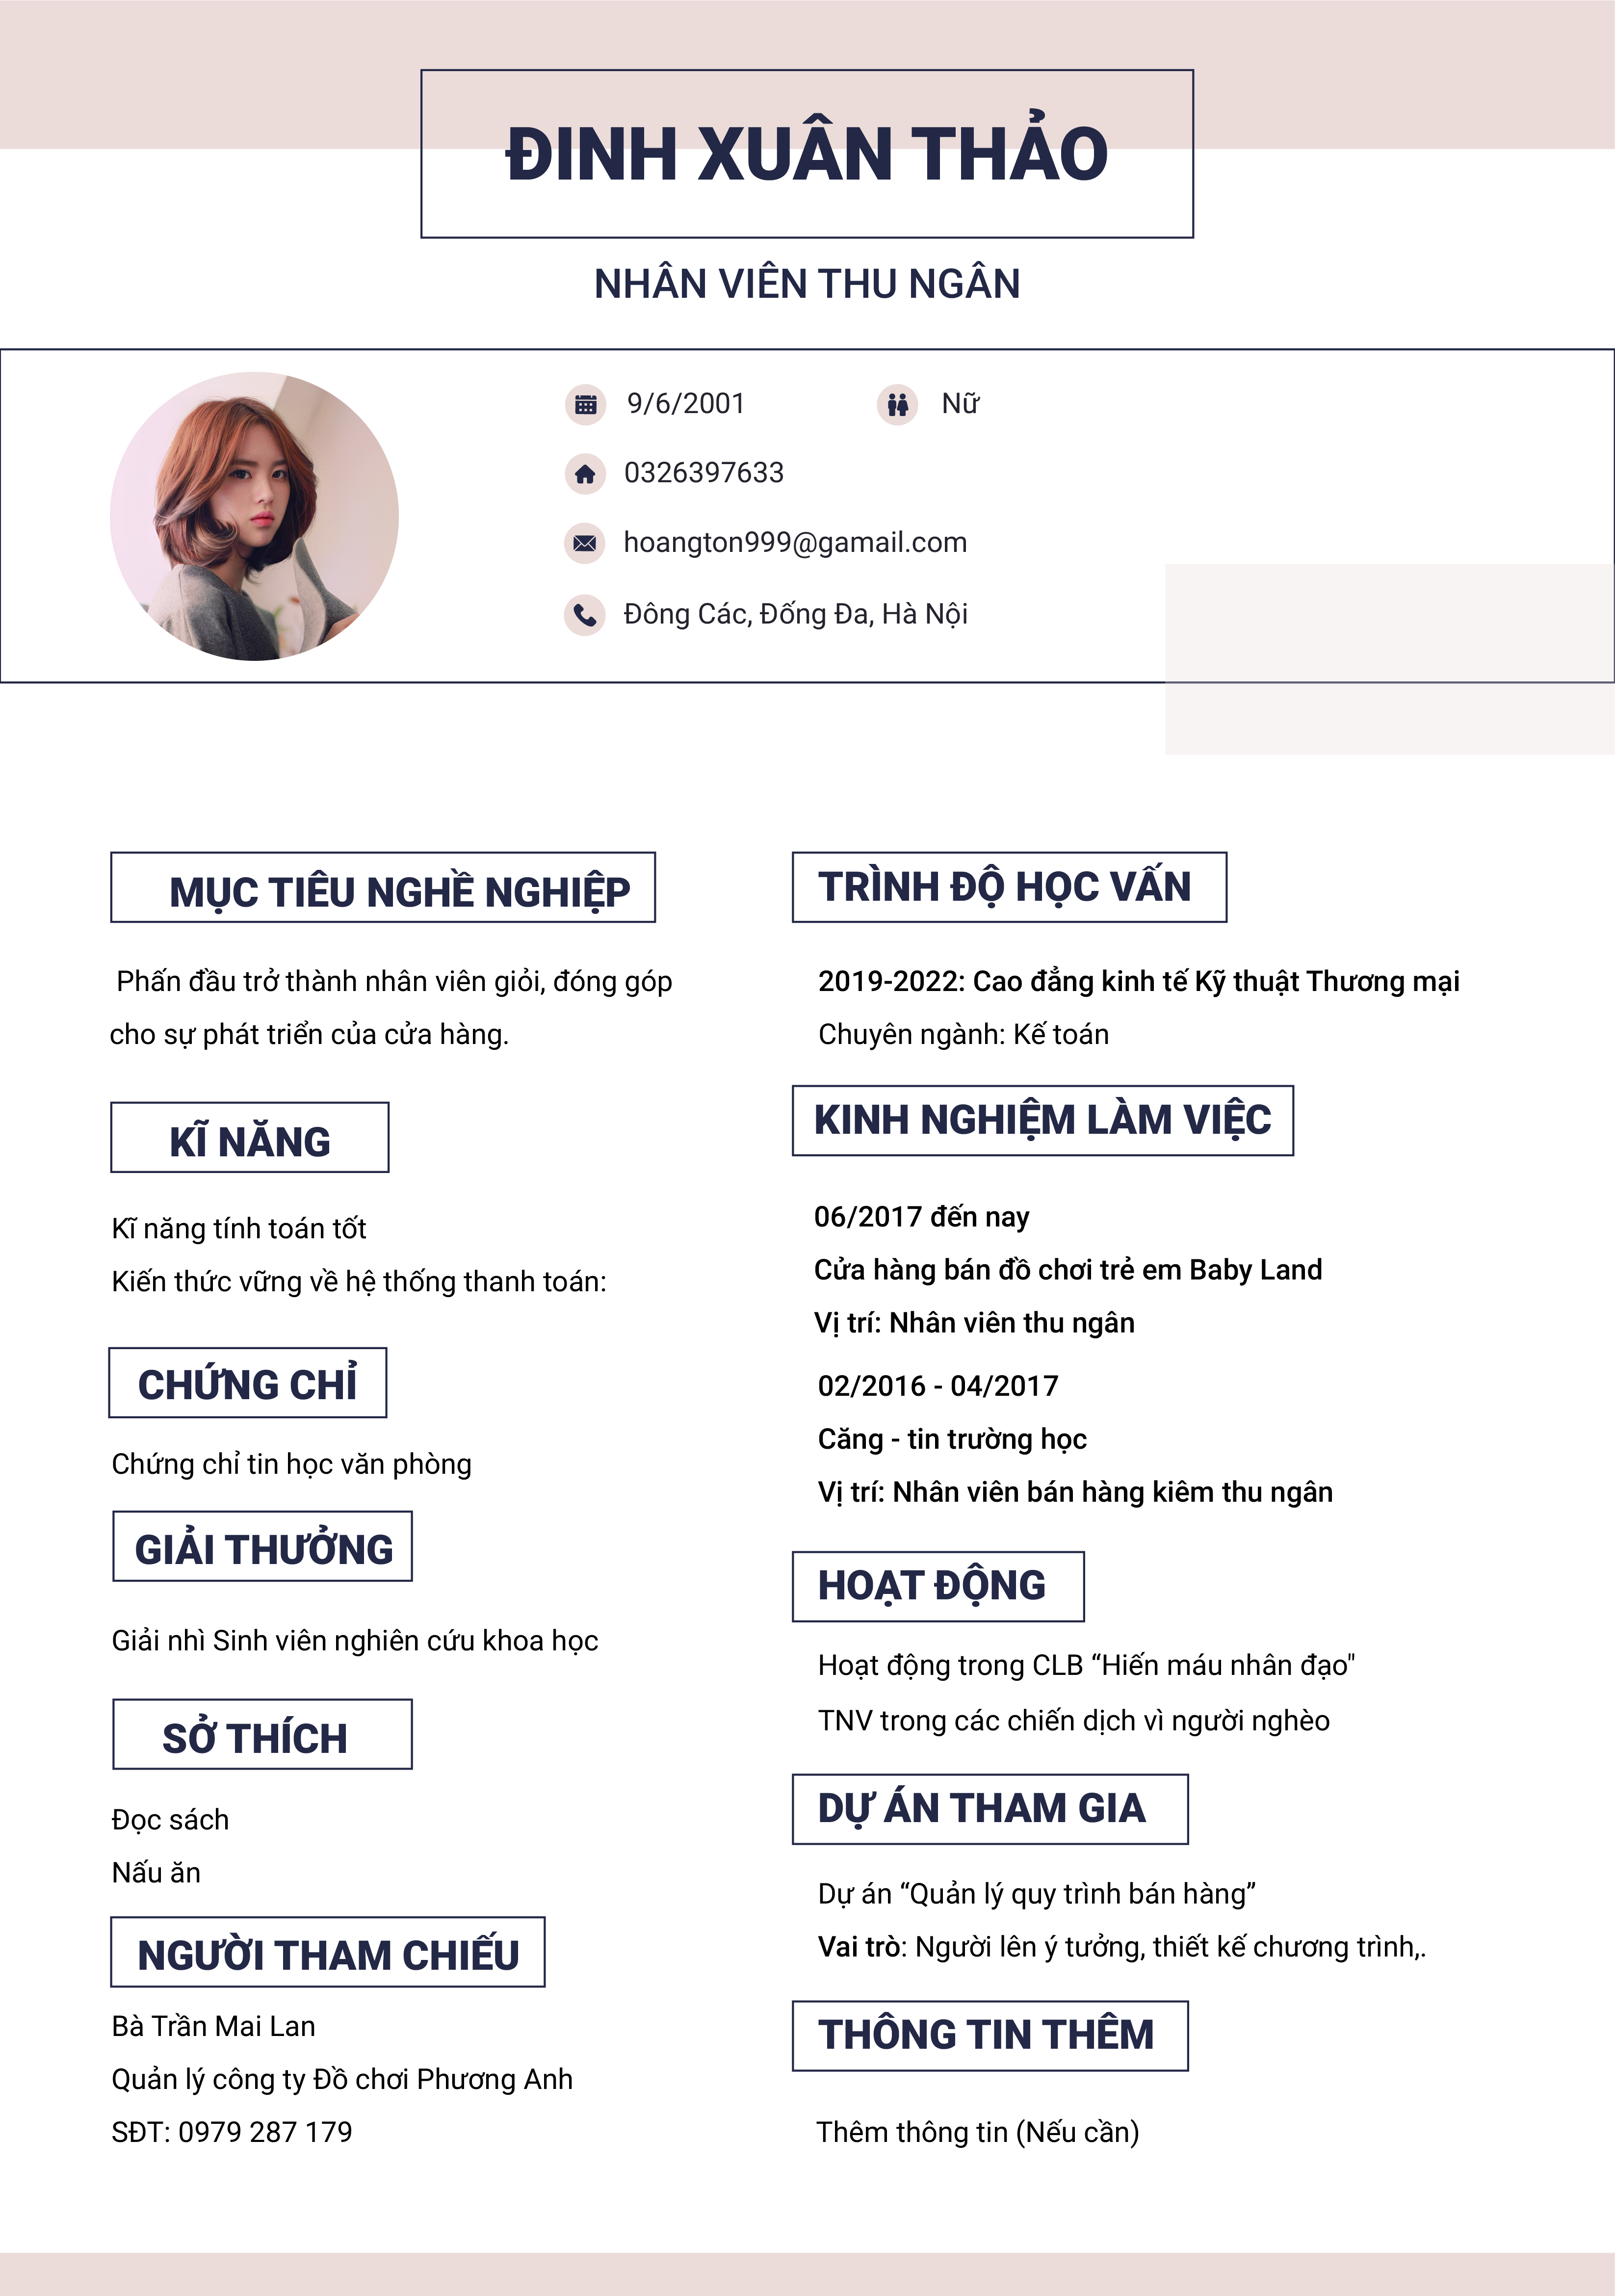 ĐINH XUÂN THẢO
NHÂN VIÊN THU NGÂN
9/6/2001
Nữ
0326397633
hoangton999@gamail.com
Đông Các, Đống Đa, Hà Nội
MỤC TIÊU NGHỀ NGHIỆP
Phấn đầu trở thành nhân viên giỏi, đóng góp
cho sự phát triển của cửa hàng.
KĨ NĂNG
Kĩ năng tính toán tốt
Kiến thức vững về hệ thống thanh toán:
CHỨNG CHỈ
Chứng chỉ tin học văn phòng
GIẢI THƯỞNG
Giải nhì Sinh viên nghiên cứu khoa học
SỞ THÍCH
Đọc sách
Nấu ăn
NGƯỜI THAM CHIẾU
Bà Trần Mai Lan
Quản lý công ty Đồ chơi Phương Anh
SĐT: 0979 287 179
TRÌNH ĐỘ HỌC VẤN
2019-2022: Cao đẳng kinh tế Kỹ thuật Thương mại
Chuyên ngành: Kế toán
KINH NGHIỆM LÀM VIỆC
06/2017 đến nay
Cửa hàng bán đồ chơi trẻ em Baby Land
Vị trí: Nhân viên thu ngân
02/2016 - 04/2017
Căng - tin trường học
Vị trí: Nhân viên bán hàng kiêm thu ngân
HOẠT ĐỘNG
Hoạt động trong CLB “Hiến máu nhân đạo"
TNV trong các chiến dịch vì người nghèo
DỰ ÁN THAM GIA
Dự án “Quản lý quy trình bán hàng”
Vai trò: Người lên ý tưởng, thiết kế chương trình,.
THÔNG TIN THÊM
Thêm thông tin (Nếu cần)